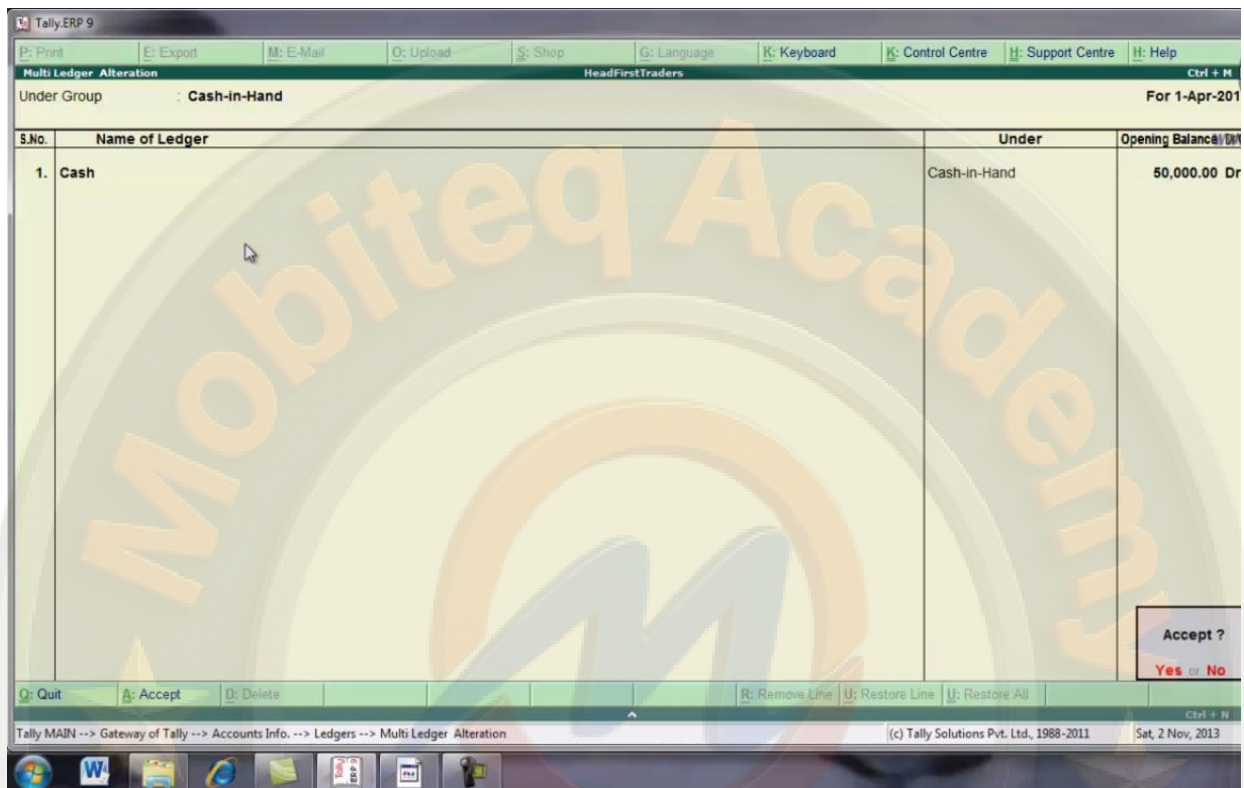 Tally.ERP 9
P: Print E: Export M: E-Mail O: Upload S: Shop G: Language K: Keyboard K: Control Centre H: Support Centre H: Help
Multi Ledger Alteration HeadFirstTraders Ctrl + M
Under Group : Cash-in-Hand For 1-Apr-201
S.No. Name of Ledger Under Opening Balance
1. Cash Cash-in-Hand 50,000.00 Dr
Mobiteq Academy
Accept ?
Yes or No
Q: Quit A: Accept D: Delete R: Remove Line U: Restore Line U: Restore All
Ctrl + N
Tally MAIN --> Gateway of Tally --> Accounts Info. --> Ledgers --> Multi Ledger Alteration (c) Tally Solutions Pvt. Ltd., 1988-2011 Sat, 2 Nov, 2013